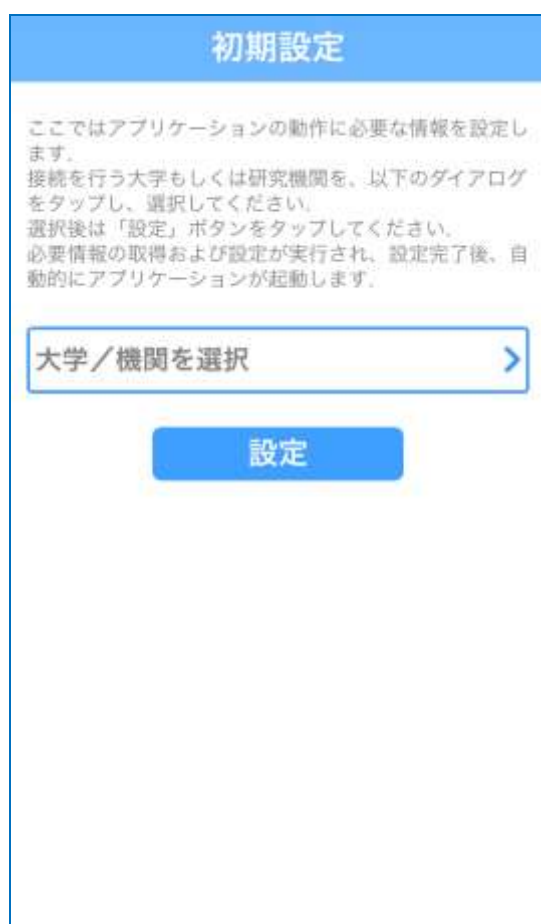 初期設定
ここではアプリケーションの動作に必要な情報を設定し
ます.
接続を行う大学もしくは研究機関を、以下のダイアログ
をタップし、選択してください.
選択後は「設定」ボタンをタップしてください.
必要情報の取得および設定が実行され、設定完了後、自
動的にアプリケーションが起動します.
大学／機関を選択
設定